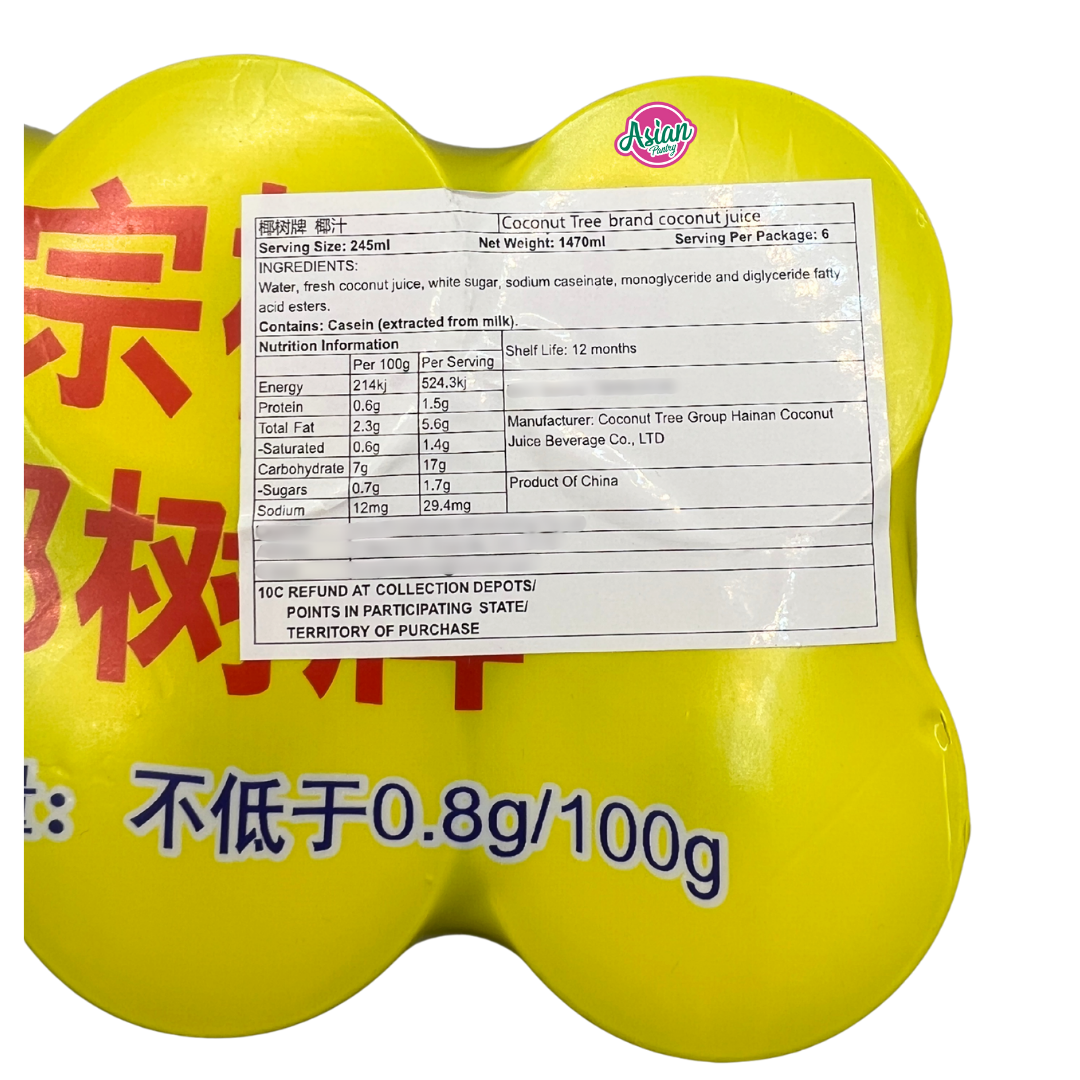 Asian
Pantry
宗
椰树牌 椰汁
Coconut Tree brand coconut juice
Serving Size: 245ml Net Weight: 1470ml Serving Per Package: 6
INGREDIENTS:
Water, fresh coconut juice, white sugar, sodium caseinate, monoglyceride and diglyceride fatty
acid esters.
Contains: Casein (extracted from milk).
Nutrition Information
Per 100g Per Serving
Energy 214kj 524.3kj
Protein 0.6g 1.5g
Total Fat 2.3g 5.6g
-Saturated 0.6g 1.4g
Carbohydrate 7g 17g
-Sugars 0.7g 1.7g
Sodium 12mg 29.4mg
Shelf Life: 12 months
Manufacturer: Coconut Tree Group Hainan Coconut
Juice Beverage Co., LTD
Product Of China
10C REFUND AT COLLECTION DEPOTS/
POINTS IN PARTICIPATING STATE/
TERRITORY OF PURCHASE
树牌
量: 不低于0.8g/100g